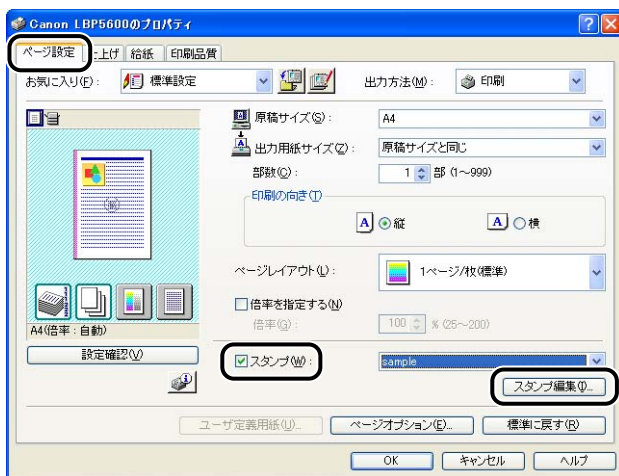 Canon LBP5600のプロパティ
ページ設定 上げ 給紙 印刷品質
お気に入り(F): 標準設定 出力方法(M): 印刷
原稿サイズ(S): A4
出力用紙サイズ(Z): 原稿サイズと同じ
部数(C): 1 部 (1~999)
印刷の向き(T)
A 縦 A 横
ページレイアウト(L): 1ページ/枚(標準)
倍率を指定する(N)
倍率(G): 100 % (25~200)
A4(倍率:自動)
設定確認(V)
スタンプ(W): sample
スタンプ編集(I)...
ユーザ定義用紙(U)... ページオプション(E)... 標準に戻す(R)
OK キャンセル ヘルプ